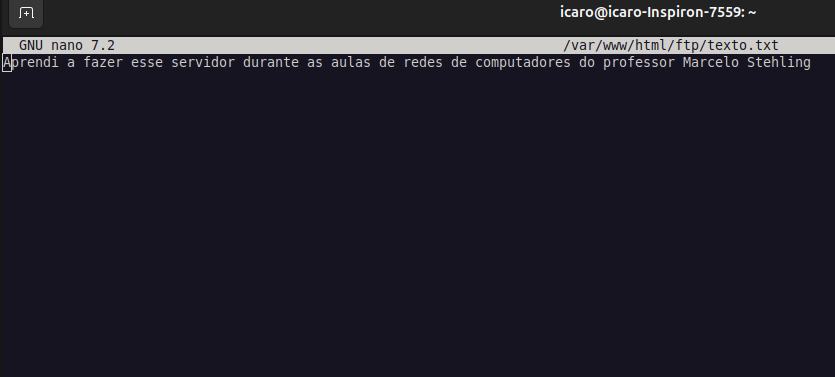 icaro@icaro-Inspiron-7559: ~
GNU nano 7.2 /var/www/html/ftp/texto.txt
Aprendi a fazer esse servidor durante as aulas de redes de computadores do professor Marcelo Stehling